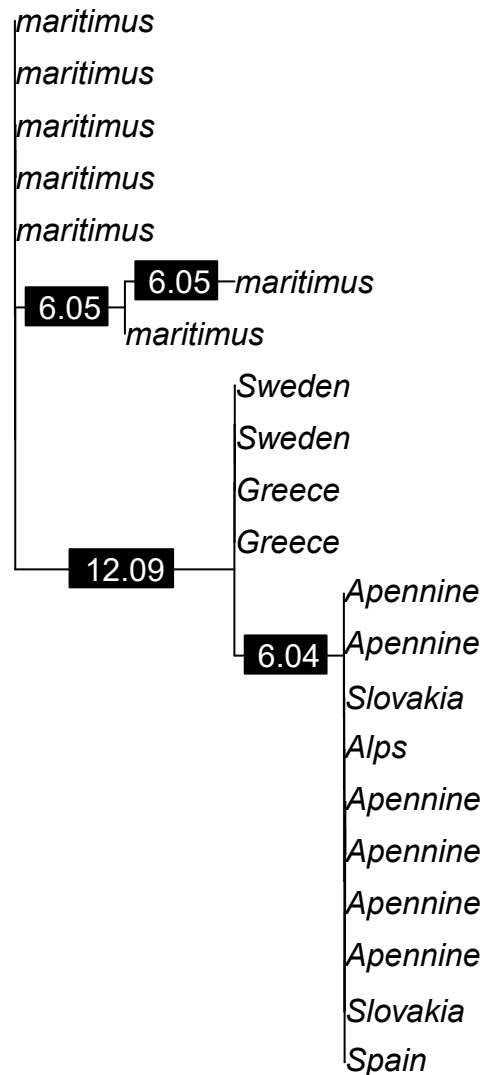 maritimus
maritimus
maritimus
maritimus
maritimus
6.05 maritimus
6.05
maritimus
Sweden
Sweden
Greece
Greece
12.09
Apennine
Apennine
6.04
Slovakia
Alps
Apennine
Apennine
Apennine
Apennine
Slovakia
Spain